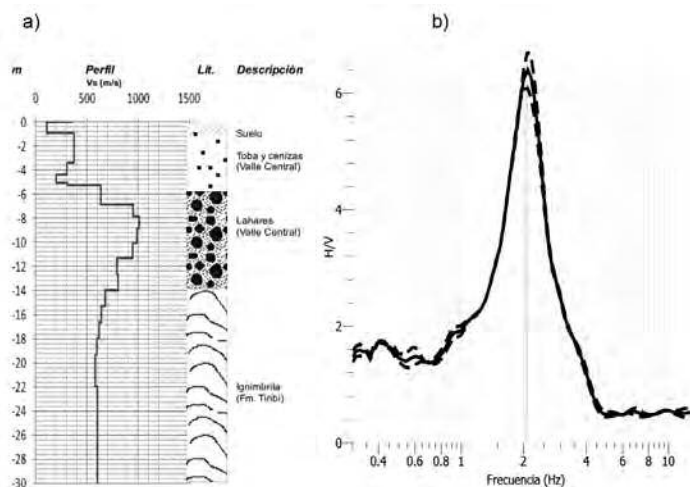 a)
m Perfil Lit. Descripción
Vs (m/s)
0 500 1000 1500
0
-2
-4
-6
-8
-10
-12
-14
-16
-18
-20
-22
-24
-26
-28
-30
Suelo
Toba y cenizas
(Valle Central)
Lahares
(Valle Central)
Ignimbrita
(Fm. Tiribí)
b)
H/V
6
4
2
0
0.4 0.6 0.8 1 2 4 6 8 10
Frecuencia (Hz)